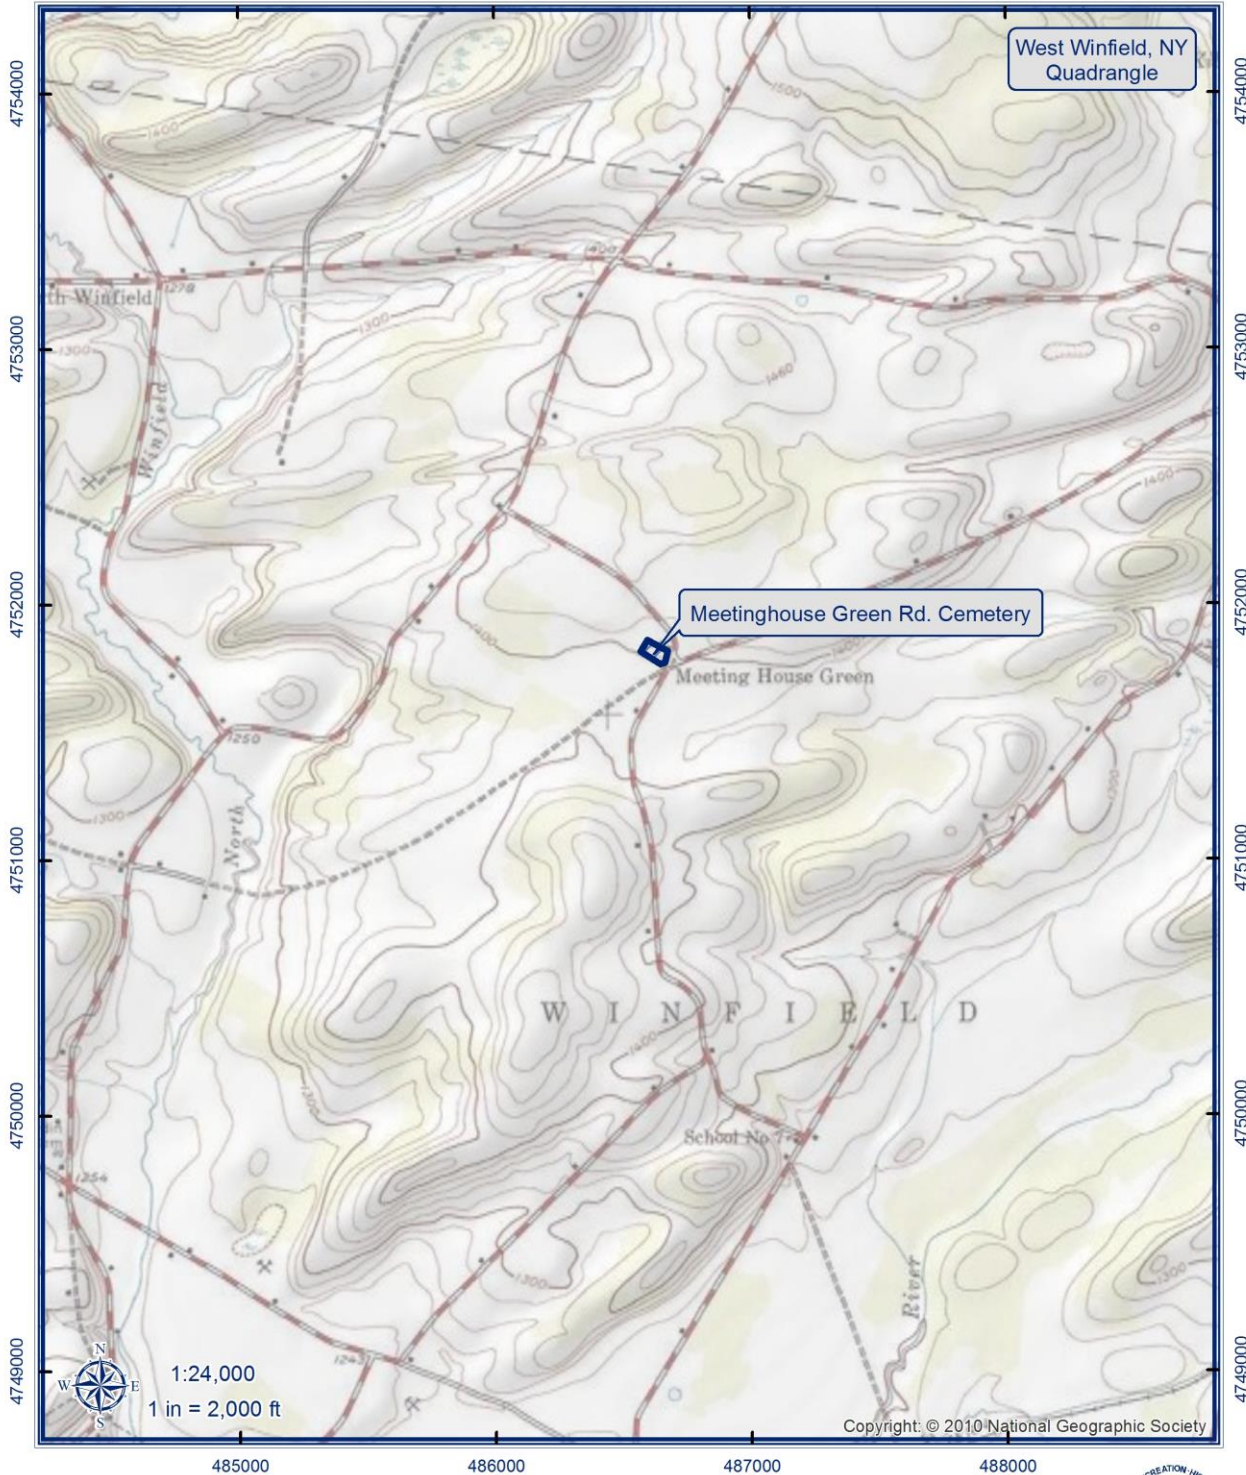 West Winfield, NY
Quadrangle
4754000
4754000
1400
1500
1400
1278
th Winfield
1300
4753000
4753000
1300
1460
Winfield
1400
4752000
4752000
Meetinghouse Green Rd. Cemetery
1400
1400
Meeting House Green
1250
1300
1300
North
4751000
4751000
W I N F I E L D
1400
1300
4750000
4750000
School No 7
1254
1300
1300
River
N
W E
S
1243
4749000
4749000
1:24,000
1 in = 2,000 ft
Copyright: © 2010 National Geographic Society
485000
486000
487000
488000